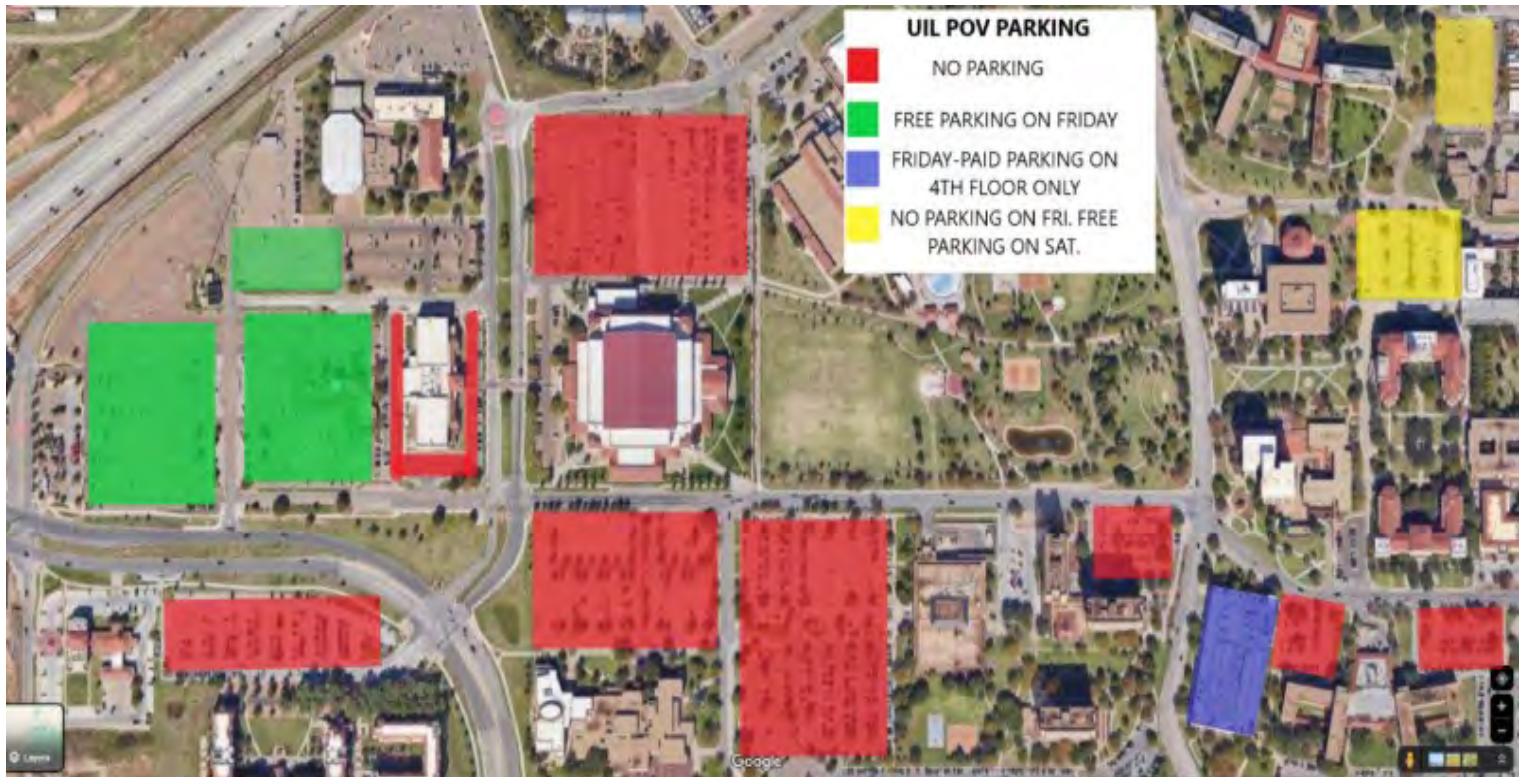 UIL POV PARKING
NO PARKING
FREE PARKING ON FRIDAY
FRIDAY-PAID PARKING ON
4TH FLOOR ONLY
NO PARKING ON FRI. FREE
PARKING ON SAT.
Layers
Google